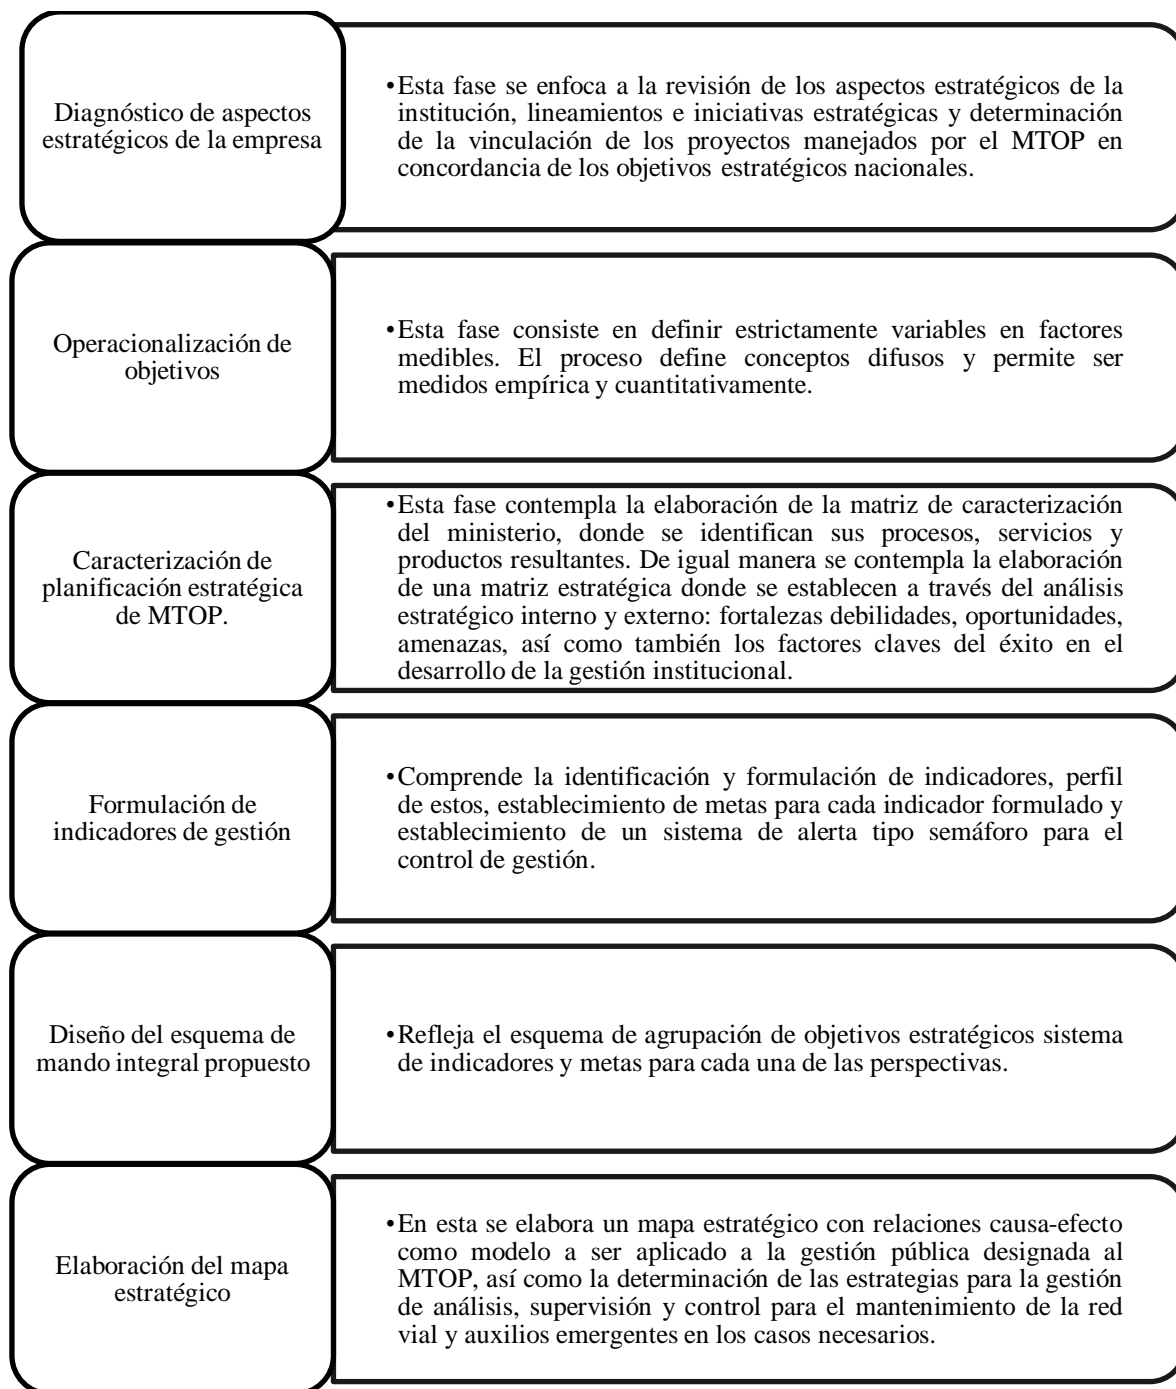 Diagnóstico de aspectos
estratégicos de la empresa
•Esta fase se enfoca a la revisión de los aspectos estratégicos de la
institución, lineamientos e iniciativas estratégicas y determinación
de la vinculación de los proyectos manejados por el MTOP en
concordancia de los objetivos estratégicos nacionales.
Operacionalización de
objetivos
•Esta fase consiste en definir estrictamente variables en factores
medibles. El proceso define conceptos difusos y permite ser
medidos empírica y cuantitativamente.
Caracterización de
planificación estratégica
de MTOP.
•Esta fase contempla la elaboración de la matriz de caracterización
del ministerio, donde se identifican sus procesos, servicios y
productos resultantes. De igual manera se contempla la elaboración
de una matriz estratégica donde se establecen a través del análisis
estratégico interno y externo: fortalezas debilidades, oportunidades,
amenazas, así como también los factores claves del éxito en el
desarrollo de la gestión institucional.
Formulación de
indicadores de gestión
•Comprende la identificación y formulación de indicadores, perfil
de estos, establecimiento de metas para cada indicador formulado y
establecimiento de un sistema de alerta tipo semáforo para el
control de gestión.
Diseño del esquema de
mando integral propuesto
•Refleja el esquema de agrupación de objetivos estratégicos sistema
de indicadores y metas para cada una de las perspectivas.
Elaboración del mapa
estratégico
•En esta se elabora un mapa estratégico con relaciones causa-efecto
como modelo a ser aplicado a la gestión pública designada al
MTOP, así como la determinación de las estrategias para la gestión
de análisis, supervisión y control para el mantenimiento de la red
vial y auxilios emergentes en los casos necesarios.